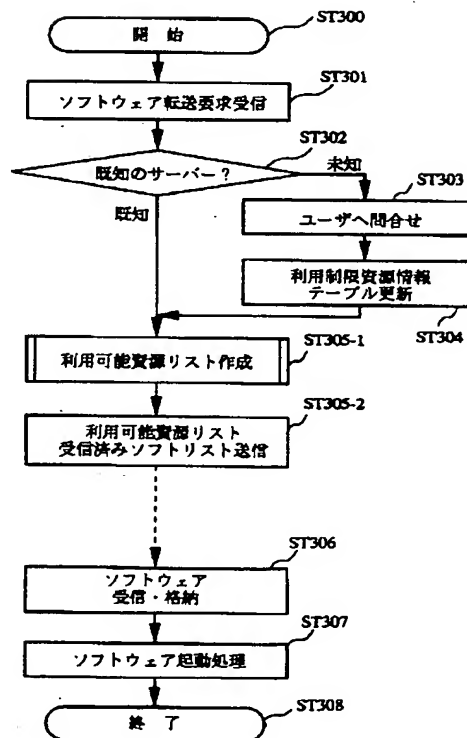 ST300
開 始
ST301
ソフトウェア転送要求受信
ST302
既知のサーバー?
未知
既知
ST303
ユーザへ問合せ
利用制限資源情報
テーブル更新
ST304
ST305-1
利用可能資源リスト作成
ST305-2
利用可能資源リスト
受信済みソフトリスト送信
ST306
ソフトウェア
受信・格納
ST307
ソフトウェア起動処理
ST308
終 了